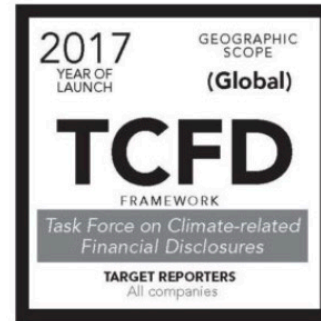 2017
YEAR OF
LAUNCH
GEOGRAPHIC
SCOPE
(Global)
TCFD
FRAMEWORK
Task Force on Climate-related
Financial Disclosures
TARGET REPORTERS
All companies